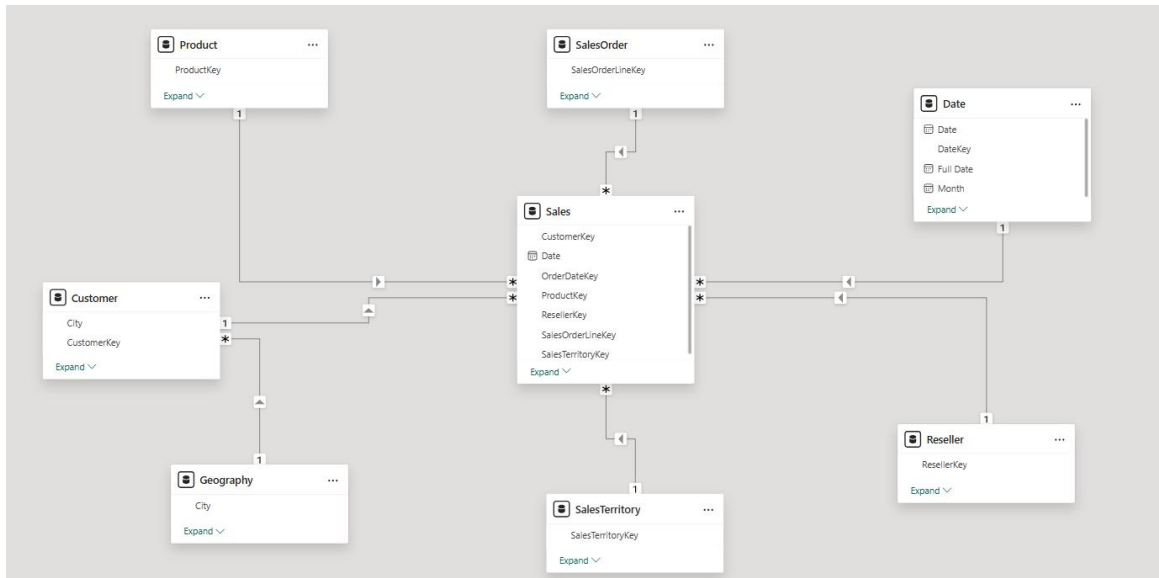 Product ...
ProductKey
Expand
1
SalesOrder ...
SalesOrderLineKey
Expand
1
Date ...
Date
DateKey
Full Date
Month
Expand
1
*
Sales ...
CustomerKey
Date
OrderDateKey
ProductKey
ResellerKey
SalesOrderLineKey
SalesTerritoryKey
Expand
*
*
*
*
*
Customer ...
City
CustomerKey
Expand
1
*
1
Geography ...
City
Expand
1
SalesTerritory ...
SalesTerritoryKey
Expand
1
Reseller ...
ResellerKey
Expand